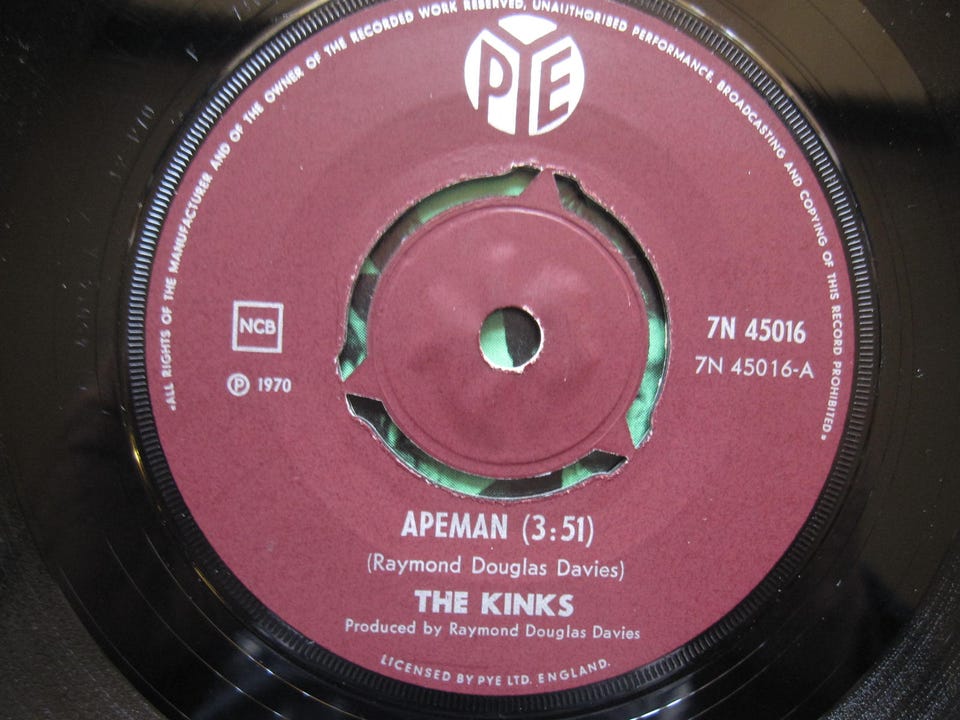 •ALL RIGHTS OF THE MANUFACTURER AND OF THE OWNER OF THE RECORDED WORK RESERVED, UNAUTHORISED PERFORMANCE, BROADCASTING AND COPYING OF THIS RECORD PROHIBITED•
PYE
NCB
℗ 1970
7N 45016
7N 45016-A
APEMAN (3:51)
(Raymond Douglas Davies)
THE KINKS
Produced by Raymond Douglas Davies
LICENSED BY PYE LTD. ENGLAND.